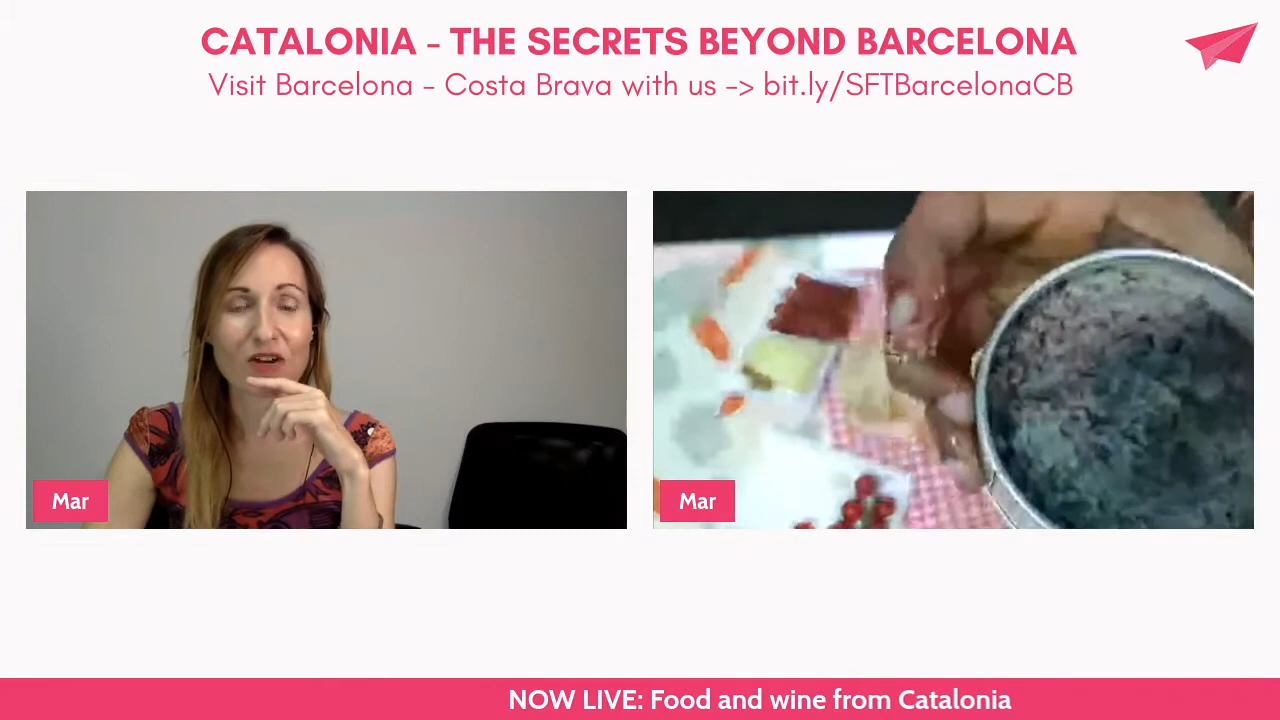 CATALONIA - THE SECRETS BEYOND BARCELONA
Visit Barcelona - Costa Brava with us -> bit.ly/SFTBarcelonaCB
Mar
Mar
NOW LIVE: Food and wine from Catalonia